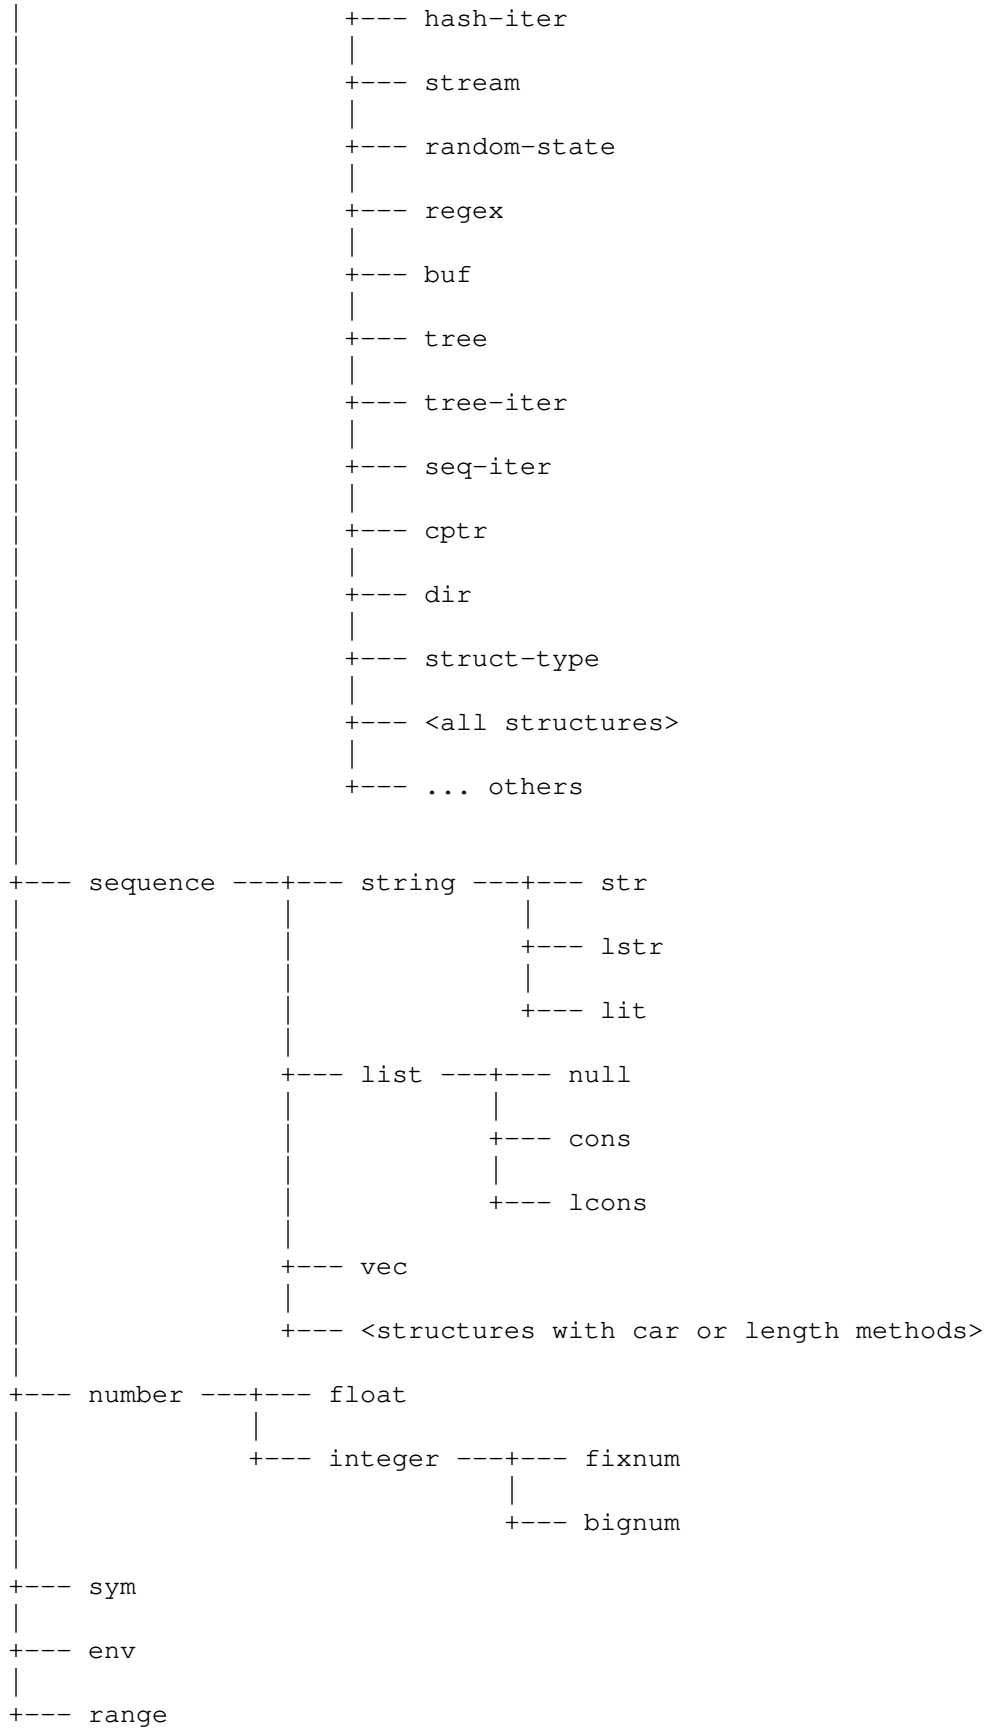 |                    +--- hash-iter
|                    |
|                    +--- stream
|                    |
|                    +--- random-state
|                    |
|                    +--- regex
|                    |
|                    +--- buf
|                    |
|                    +--- tree
|                    |
|                    +--- tree-iter
|                    |
|                    +--- seq-iter
|                    |
|                    +--- cptr
|                    |
|                    +--- dir
|                    |
|                    +--- struct-type
|                    |
|                    +--- <all structures>
|                    |
|                    +--- ... others
|
|
+--- sequence ---+--- string ---+--- str
|                |              |
|                |              +--- lstr
|                |              |
|                |              +--- lit
|                |
|                +--- list ---+--- null
|                |            |
|                |            +--- cons
|                |            |
|                |            +--- lcons
|                |
|                +--- vec
|                |
|                +--- <structures with car or length methods>
|
+--- number ---+--- float
|              |
|              +--- integer ---+--- fixnum
|                              |
|                              +--- bignum
|
+--- sym
|
+--- env
|
+--- range